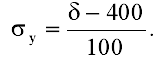 σ_y = (δ − 400) / 100.